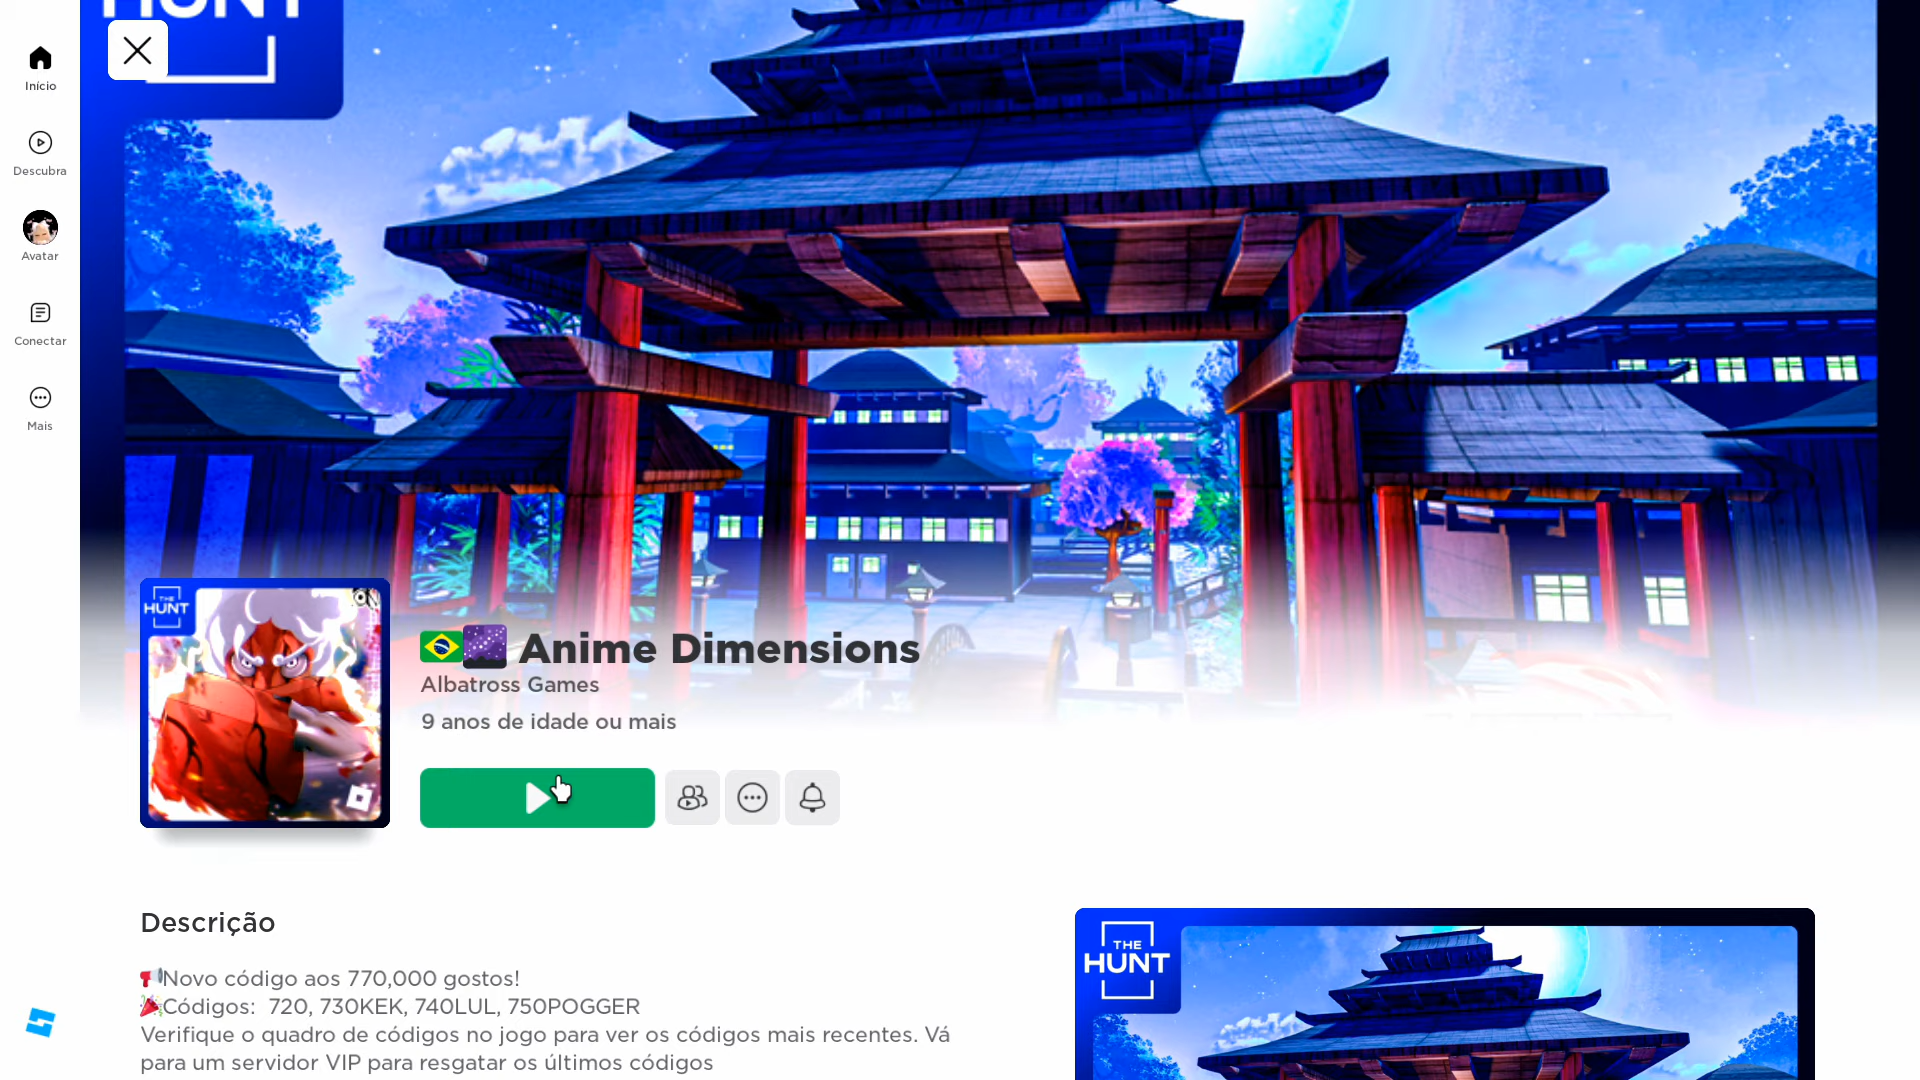 HUNT
Início
Descubra
Avatar
Conectar
Mais
THE
HUNT
Anime Dimensions
Albatross Games
9 anos de idade ou mais
Descrição
Novo código aos 770,000 gostos!
Códigos:  720, 730KEK, 740LUL, 750POGGER
Verifique o quadro de códigos no jogo para ver os códigos mais recentes. Vá
para um servidor VIP para resgatar os últimos códigos
THE
HUNT